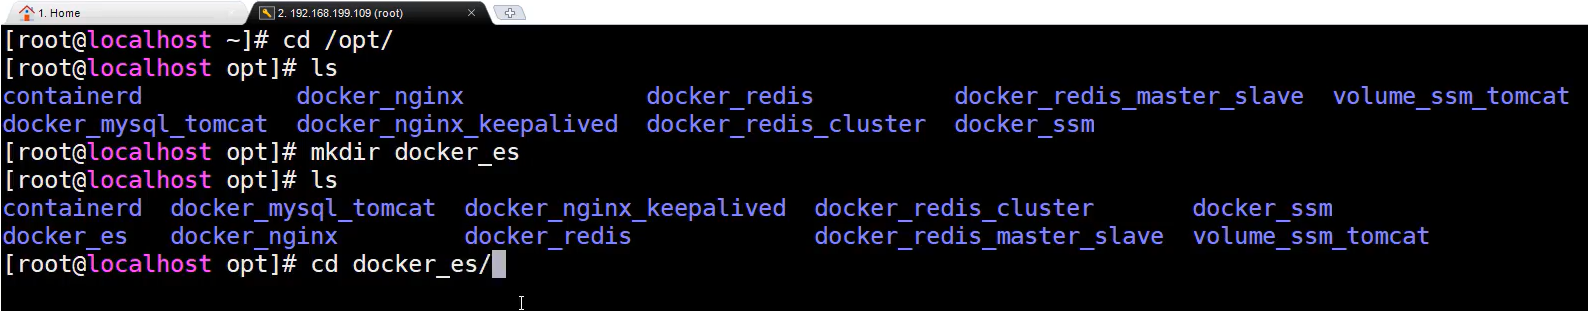 1. Home
2. 192.168.199.109 (root)
[root@localhost ~]# cd /opt/
[root@localhost opt]# ls
containerd docker_nginx docker_redis docker_redis_master_slave volume_ssm_tomcat
docker_mysql_tomcat docker_nginx_keepalived docker_redis_cluster docker_ssm
[root@localhost opt]# mkdir docker_es
[root@localhost opt]# ls
containerd docker_mysql_tomcat docker_nginx_keepalived docker_redis_cluster docker_ssm
docker_es docker_nginx docker_redis docker_redis_master_slave volume_ssm_tomcat
[root@localhost opt]# cd docker_es/